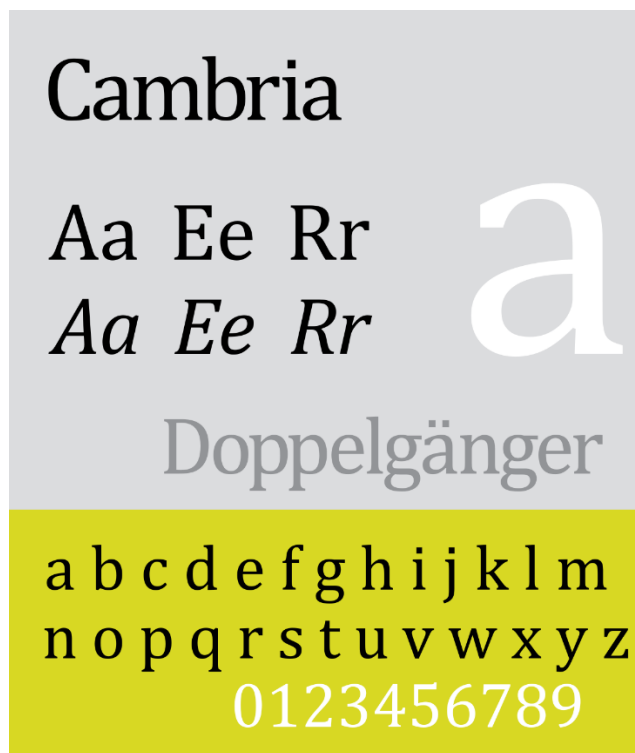 Cambria
Aa Ee Rr
a
Aa Ee Rr
Doppelgänger
a b c d e f g h i j k l m
n o p q r s t u v w x y z
0123456789